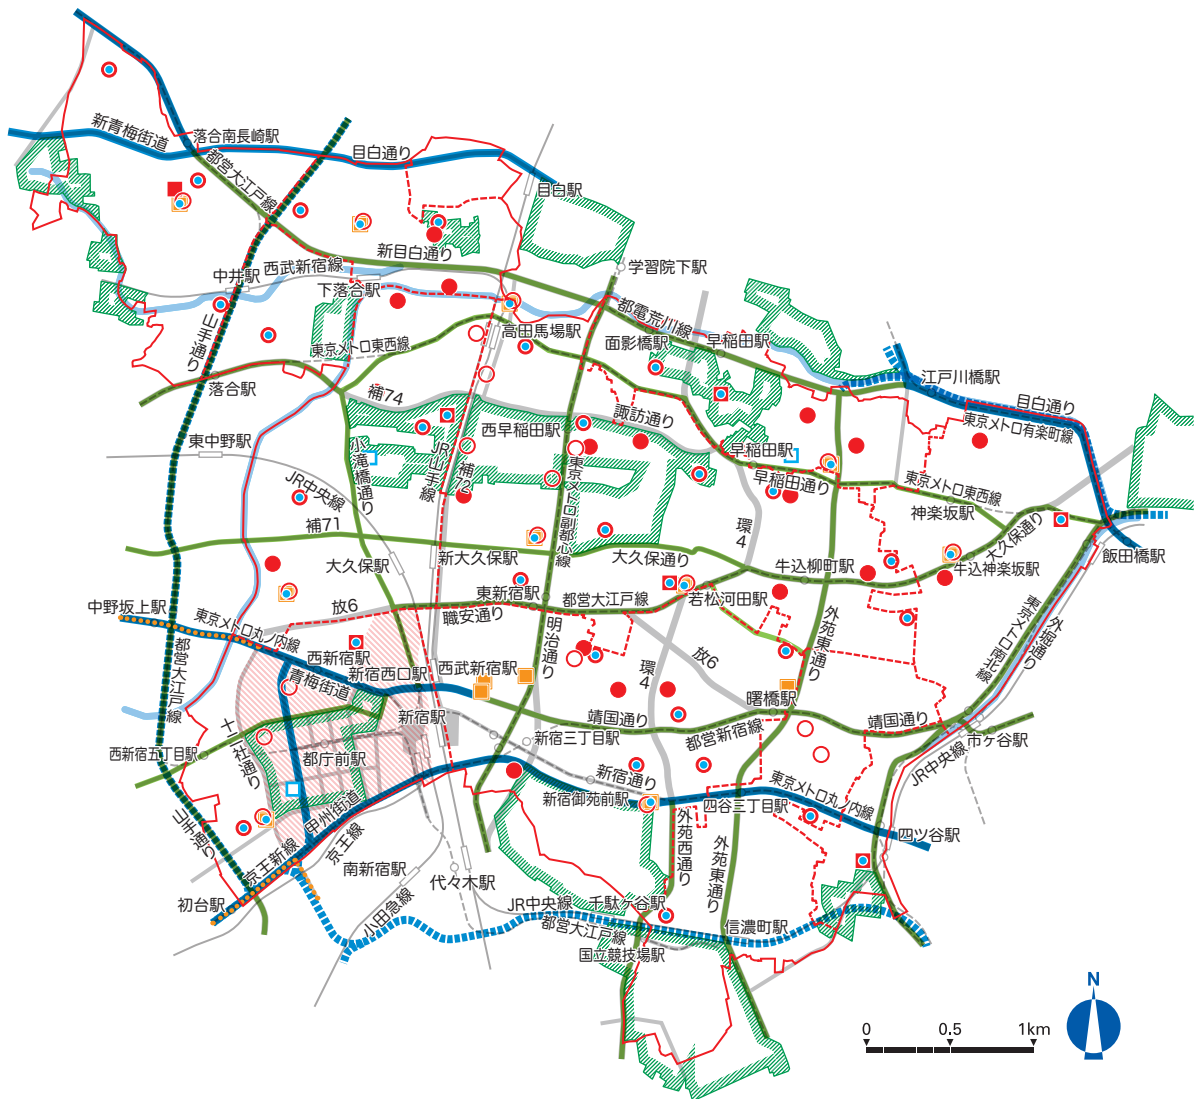 新青梅街道
落合南長崎駅
都営大江戸線
目白通り
目白駅
新目白通り
学習院下駅
中井駅
西武新宿線
下落合駅
山手通り
都電荒川線
高田馬場駅
面影橋駅
早稲田駅
東京メトロ東西線
落合駅
江戸川橋駅
目白通り
東京メトロ有楽町線
補74
諏訪通り
東中野駅
小滝橋通り
JR山手線
補72
西早稲田駅
早稲田駅
早稲田通り
東京メトロ東西線
神楽坂駅
JR中央線
東京メトロ副都心線
環4
補71
大久保駅
新大久保駅
大久保通り
牛込柳町駅
大久保通り
牛込神楽坂駅
飯田橋駅
中野坂上駅
東京メトロ丸ノ内線
放6
職安通り
東新宿駅
都営大江戸線
若松河田駅
外苑東通り
東京メトロ南北線
外堀通り
都営大江戸線
西新宿駅
青梅街道
新宿西口駅
西武新宿駅
明治通り
環4
放6
曙橋駅
靖国通り
靖国通り
新宿駅
十二社通り
西新宿五丁目駅
都庁前駅
新宿三丁目駅
都営新宿線
市ヶ谷駅
JR中央線
新宿通り
新宿御苑前駅
四谷三丁目駅
東京メトロ丸ノ内線
四ツ谷駅
山手通り
甲州街道
京王新線
京王線
外苑西通り
外苑東通り
南新宿駅
代々木駅
初台駅
小田急線
JR中央線
千駄ヶ谷駅
都営大江戸線
信濃町駅
国立競技場駅
N
0
0.5
1km